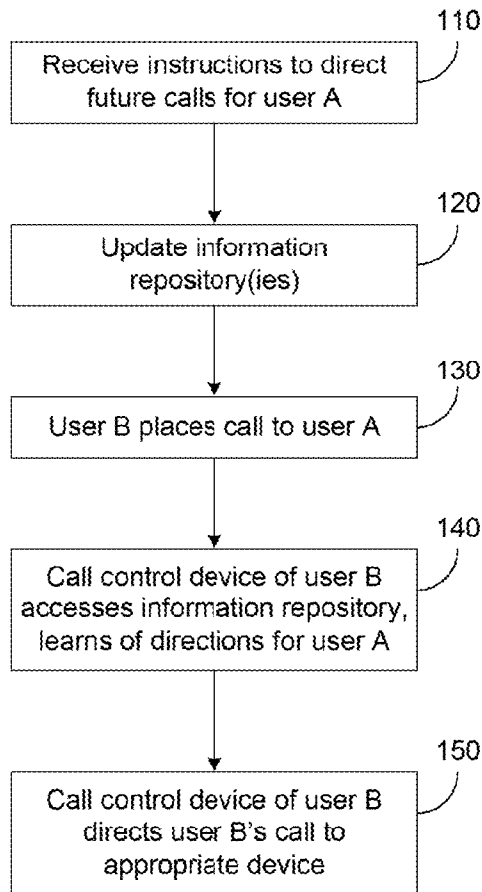 110
Receive instructions to direct
future calls for user A
120
Update information
repository(ies)
130
User B places call to user A
140
Call control device of user B
accesses information repository,
learns of directions for user A
150
Call control device of user B
directs user B's call to
appropriate device